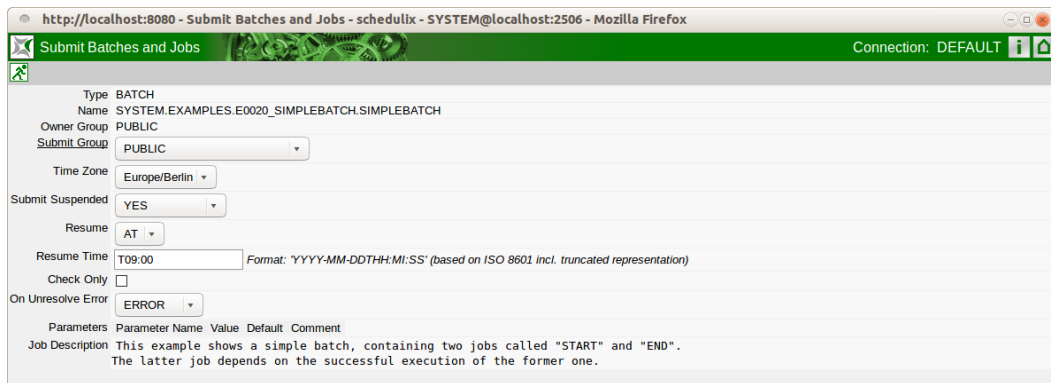 http://localhost:8080 - Submit Batches and Jobs - schedulix - SYSTEM@localhost:2506 - Mozilla Firefox
Submit Batches and Jobs Connection: DEFAULT
Type BATCH
Name SYSTEM.EXAMPLES.E0020_SIMPLEBATCH.SIMPLEBATCH
Owner Group PUBLIC
Submit Group PUBLIC
Time Zone Europe/Berlin
Submit Suspended YES
Resume AT
Resume Time T09:00 Format: 'YYYY-MM-DDTHH:MI:SS' (based on ISO 8601 incl. truncated representation)
Check Only
On Unresolve Error ERROR
Parameters Parameter Name Value Default Comment
Job Description This example shows a simple batch, containing two jobs called "START" and "END".
The latter job depends on the successful execution of the former one.